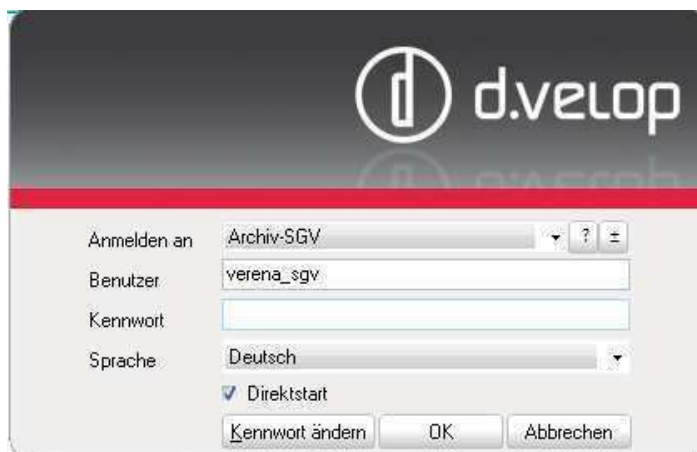 d.velop
Anmelden an Archiv-SGV ? ±
Benutzer verena_sgv
Kennwort
Sprache Deutsch
Direktstart
Kennwort ändern OK Abbrechen